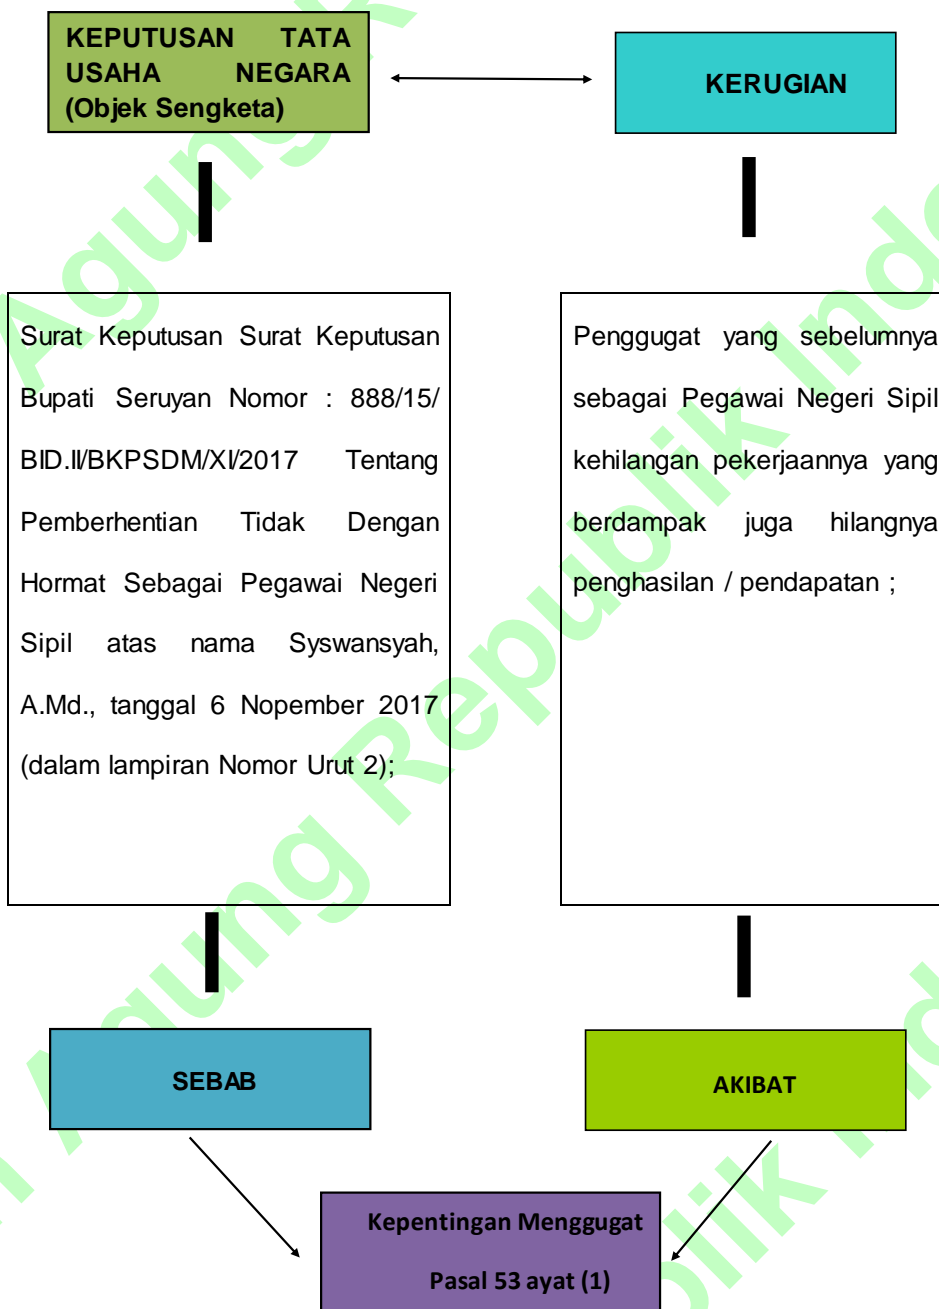 KEPUTUSAN TATA
USAHA NEGARA
(Objek Sengketa)
KERUGIAN
Surat Keputusan Surat Keputusan
Bupati Seruyan Nomor : 888/15/
BID.II/BKPSDM/XI/2017 Tentang
Pemberhentian Tidak Dengan
Hormat Sebagai Pegawai Negeri
Sipil atas nama Syswansyah,
A.Md., tanggal 6 Nopember 2017
(dalam lampiran Nomor Urut 2);
Penggugat yang sebelumnya
sebagai Pegawai Negeri Sipil
kehilangan pekerjaannya yang
berdampak juga hilangnya
penghasilan / pendapatan ;
SEBAB
AKIBAT
Kepentingan Menggugat
Pasal 53 ayat (1)
Agung Republik